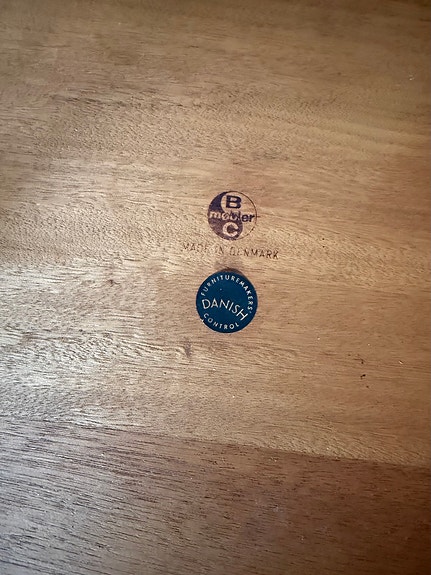 B
møbler
C
MADE IN DENMARK
FURNITUREMAKERS
DANISH
CONTROL